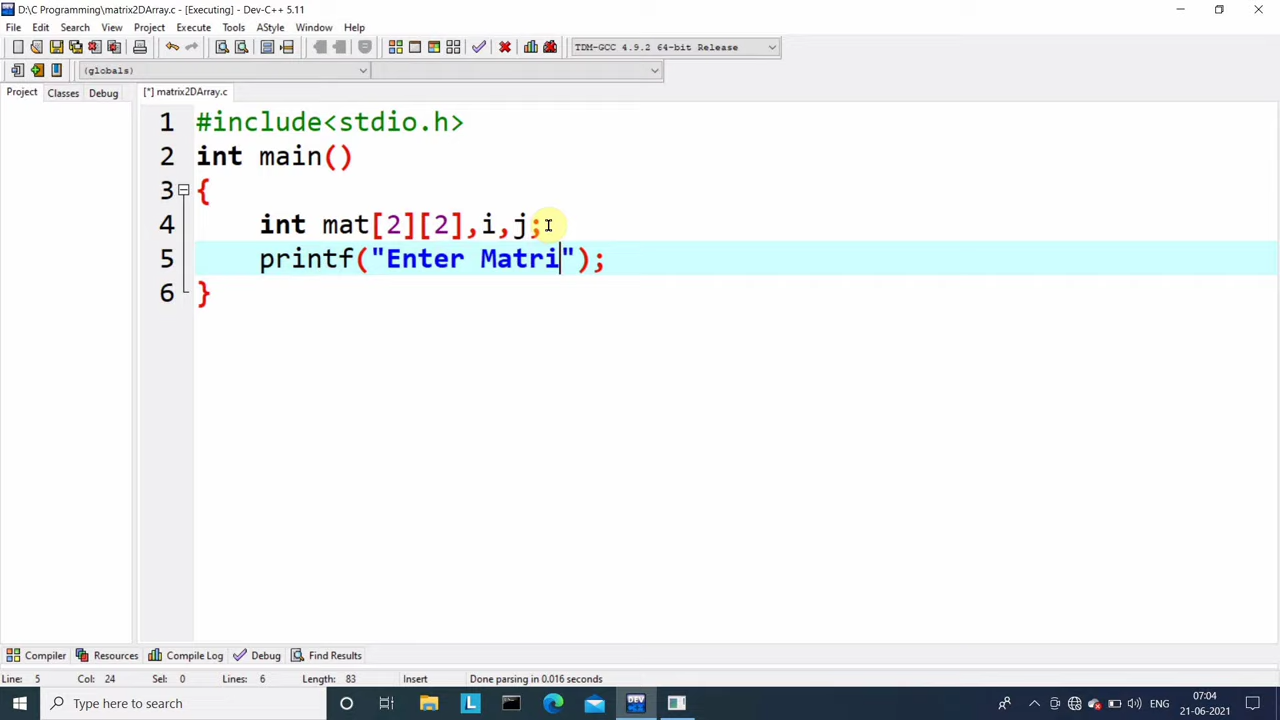 D:\C Programming\matrix2DArray.c - [Executing] - Dev-C++ 5.11
File Edit Search View Project Execute Tools AStyle Window Help
TDM-GCC 4.9.2 64-bit Release
(globals)
Project Classes Debug [*] matrix2DArray.c
1 #include<stdio.h>
2 int main()
3 {
4 int mat[2][2],i,j;
5 printf("Enter Matri");
6 }
Compiler Resources Compile Log Debug Find Results
Line: 5 Col: 24 Sel: 0 Lines: 6 Length: 83 Insert Done parsing in 0.016 seconds
Type here to search
L
ENG
07:04
21-06-2021